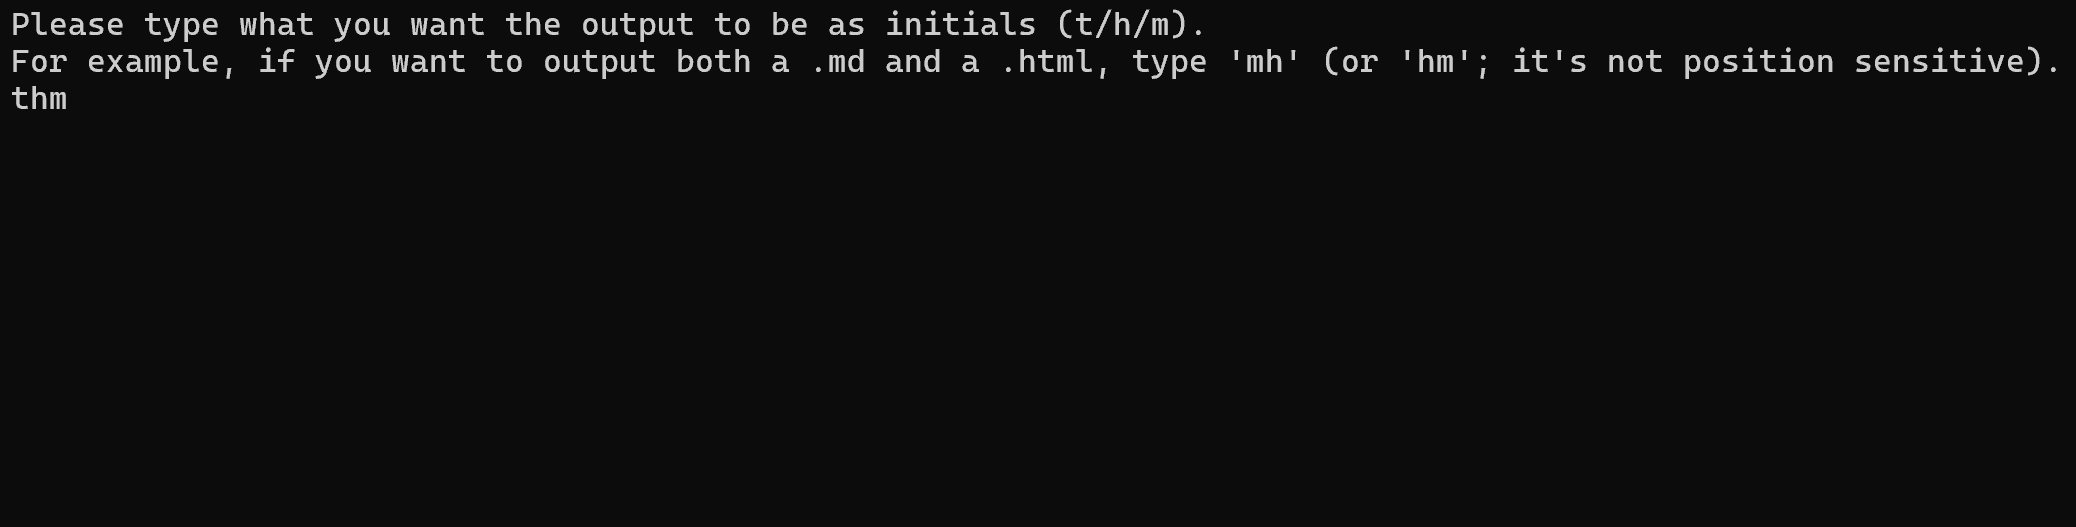 Please type what you want the output to be as initials (t/h/m).
For example, if you want to output both a .md and a .html, type 'mh' (or 'hm'; it's not position sensitive).
thm